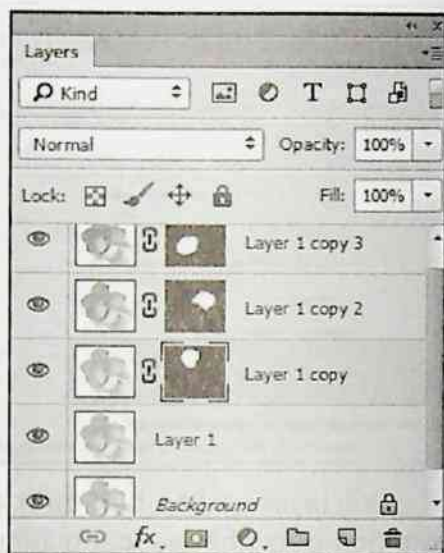 Layers
Kind
Normal Opacity: 100%
Lock: Fill: 100%
Layer 1 copy 3
Layer 1 copy 2
Layer 1 copy
Layer 1
Background
fx